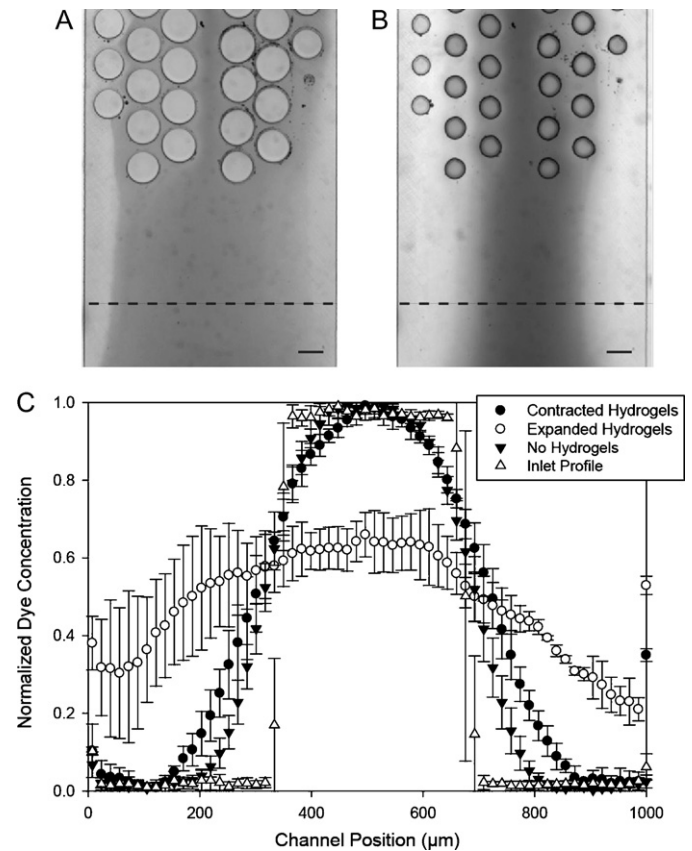 A
B
C
1.0
0.8
0.6
0.4
0.2
0.0
Normalized Dye Concentration
Contracted Hydrogels
Expanded Hydrogels
No Hydrogels
Inlet Profile
0
200
400
600
800
1000
Channel Position (µm)